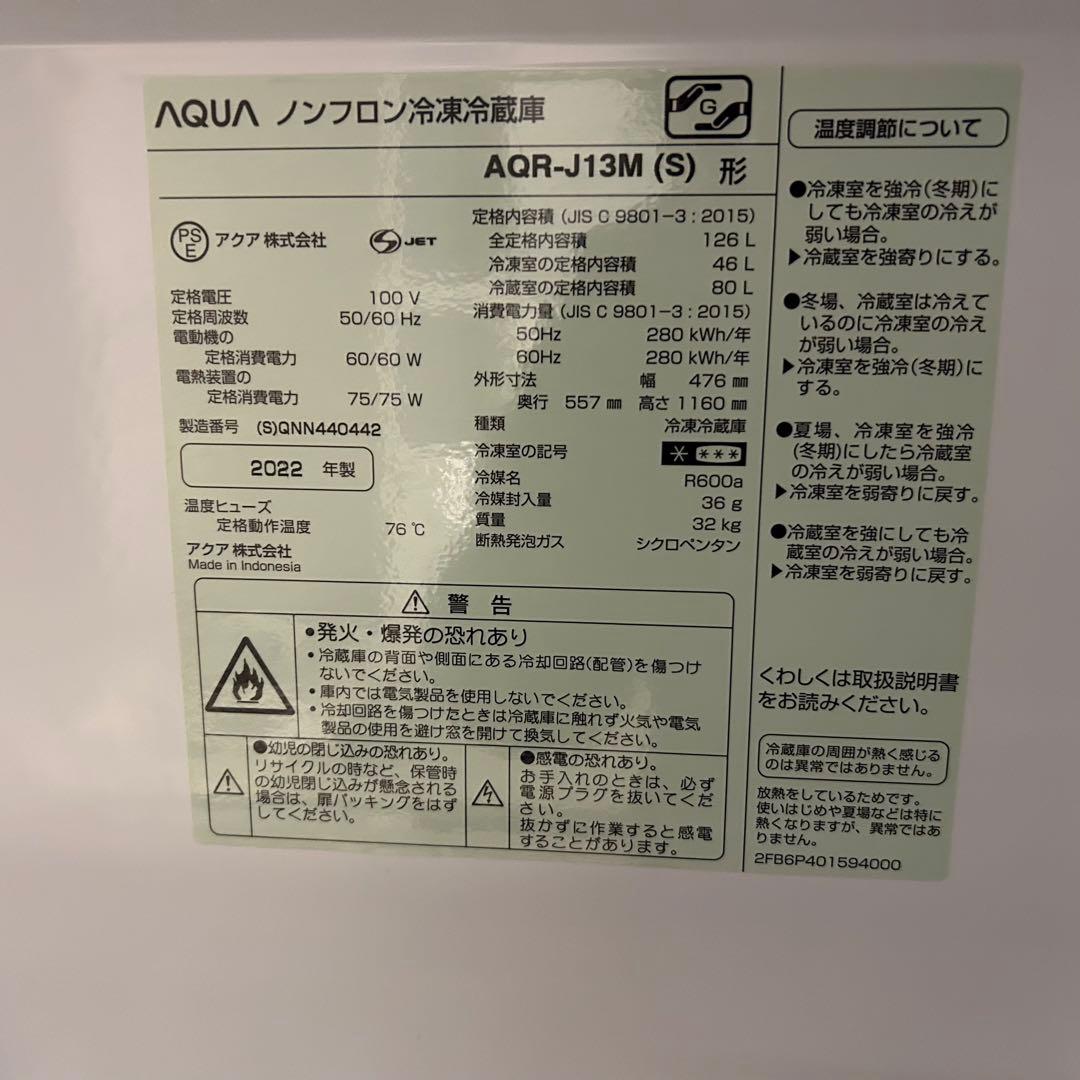 AQUA ノンフロン冷凍冷蔵庫
G
AQR-J13M (S) 形
PS
E
アクア 株式会社
S JET
定格電圧 100 V
定格周波数 50/60 Hz
電動機の
定格消費電力 60/60 W
電熱装置の
定格消費電力 75/75 W
製造番号 (S)QNN440442
2022 年製
温度ヒューズ
定格動作温度 76 ℃
アクア 株式会社
Made in Indonesia
定格内容積 (JIS C 9801-3 : 2015)
全定格内容積 126 L
冷凍室の定格内容積 46 L
冷蔵室の定格内容積 80 L
消費電力量 (JIS C 9801-3 : 2015)
50Hz 280 kWh/年
60Hz 280 kWh/年
外形寸法 幅 476 ㎜
奥行 557 ㎜ 高さ 1160 ㎜
種類 冷凍冷蔵庫
冷凍室の記号 * ***
冷媒名 R600a
冷媒封入量 36 g
質量 32 kg
断熱発泡ガス シクロペンタン
警 告
•発火・爆発の恐れあり
•冷蔵庫の背面や側面にある冷却回路(配管)を傷つけ
ないでください。
•庫内では電気製品を使用しないでください。
•冷却回路を傷つけたときは冷蔵庫に触れず火気や電気
製品の使用を避け窓を開けて換気してください。
●幼児の閉じ込みの恐れあり。
リサイクルの時など、保管時
の幼児閉じ込みが懸念される
場合は、扉パッキングをはず
してください。
●感電の恐れあり。
お手入れのときは、必ず
電源プラグを抜いてくだ
さい。
抜かずに作業すると感電
することがあります。
温度調節について
●冷凍室を強冷(冬期)に
しても冷凍室の冷えが
弱い場合。
▶冷蔵室を強寄りにする。
●冬場、冷蔵室は冷えて
いるのに冷凍室の冷え
が弱い場合。
▶冷凍室を強冷(冬期)に
する。
●夏場、冷凍室を強冷
(冬期)にしたら冷蔵室
の冷えが弱い場合。
▶冷凍室を弱寄りに戻す。
●冷蔵室を強にしても冷
蔵室の冷えが弱い場合。
▶冷凍室を弱寄りに戻す。
くわしくは取扱説明書
をお読みください。
冷蔵庫の周囲が熱く感じる
のは異常ではありません。
放熱をしているためです。
使いはじめや夏場などは特に
熱くなりますが、異常ではあ
りません。
2FB6P401594000